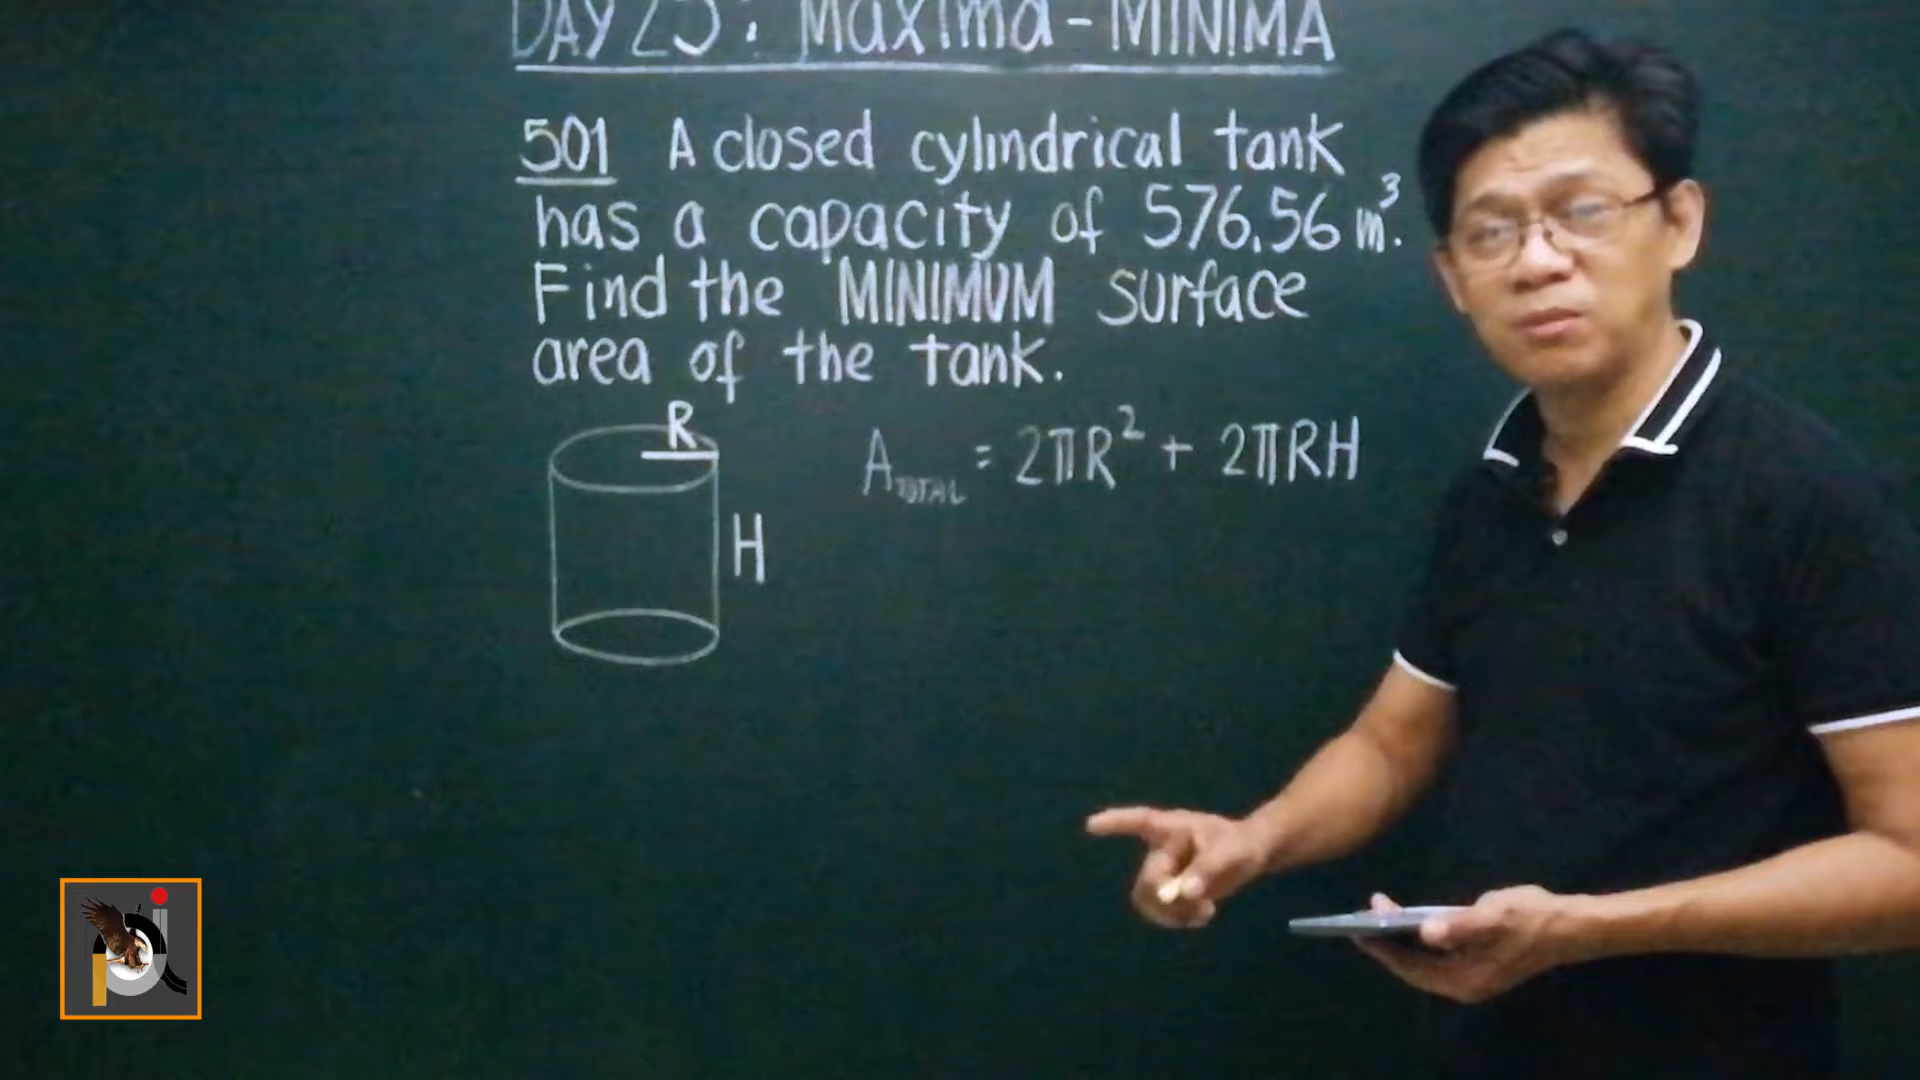 DAY 25: Maxima - MINIMA
501 A closed cylindrical tank
has a capacity of 576.56 m³.
Find the MINIMUM surface
area of the tank.
R
A TOTAL = 2πR² + 2πRH
H